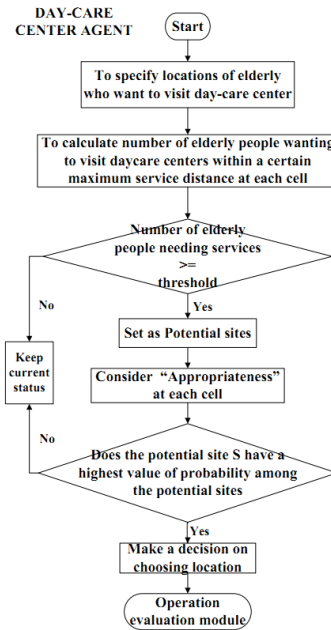 DAY-CARE
CENTER AGENT
Start
To specify locations of elderly
who want to visit day-care center
To calculate number of elderly people wanting
to visit daycare centers within a certain
maximum service distance at each cell
Number of elderly
people needing services
>=
threshold
No
Yes
Set as Potential sites
Keep
current
status
Consider “Appropriateness”
at each cell
No
Does the potential site S have a
highest value of probability among
the potential sites
Yes
Make a decision on
choosing location
Operation
evaluation module